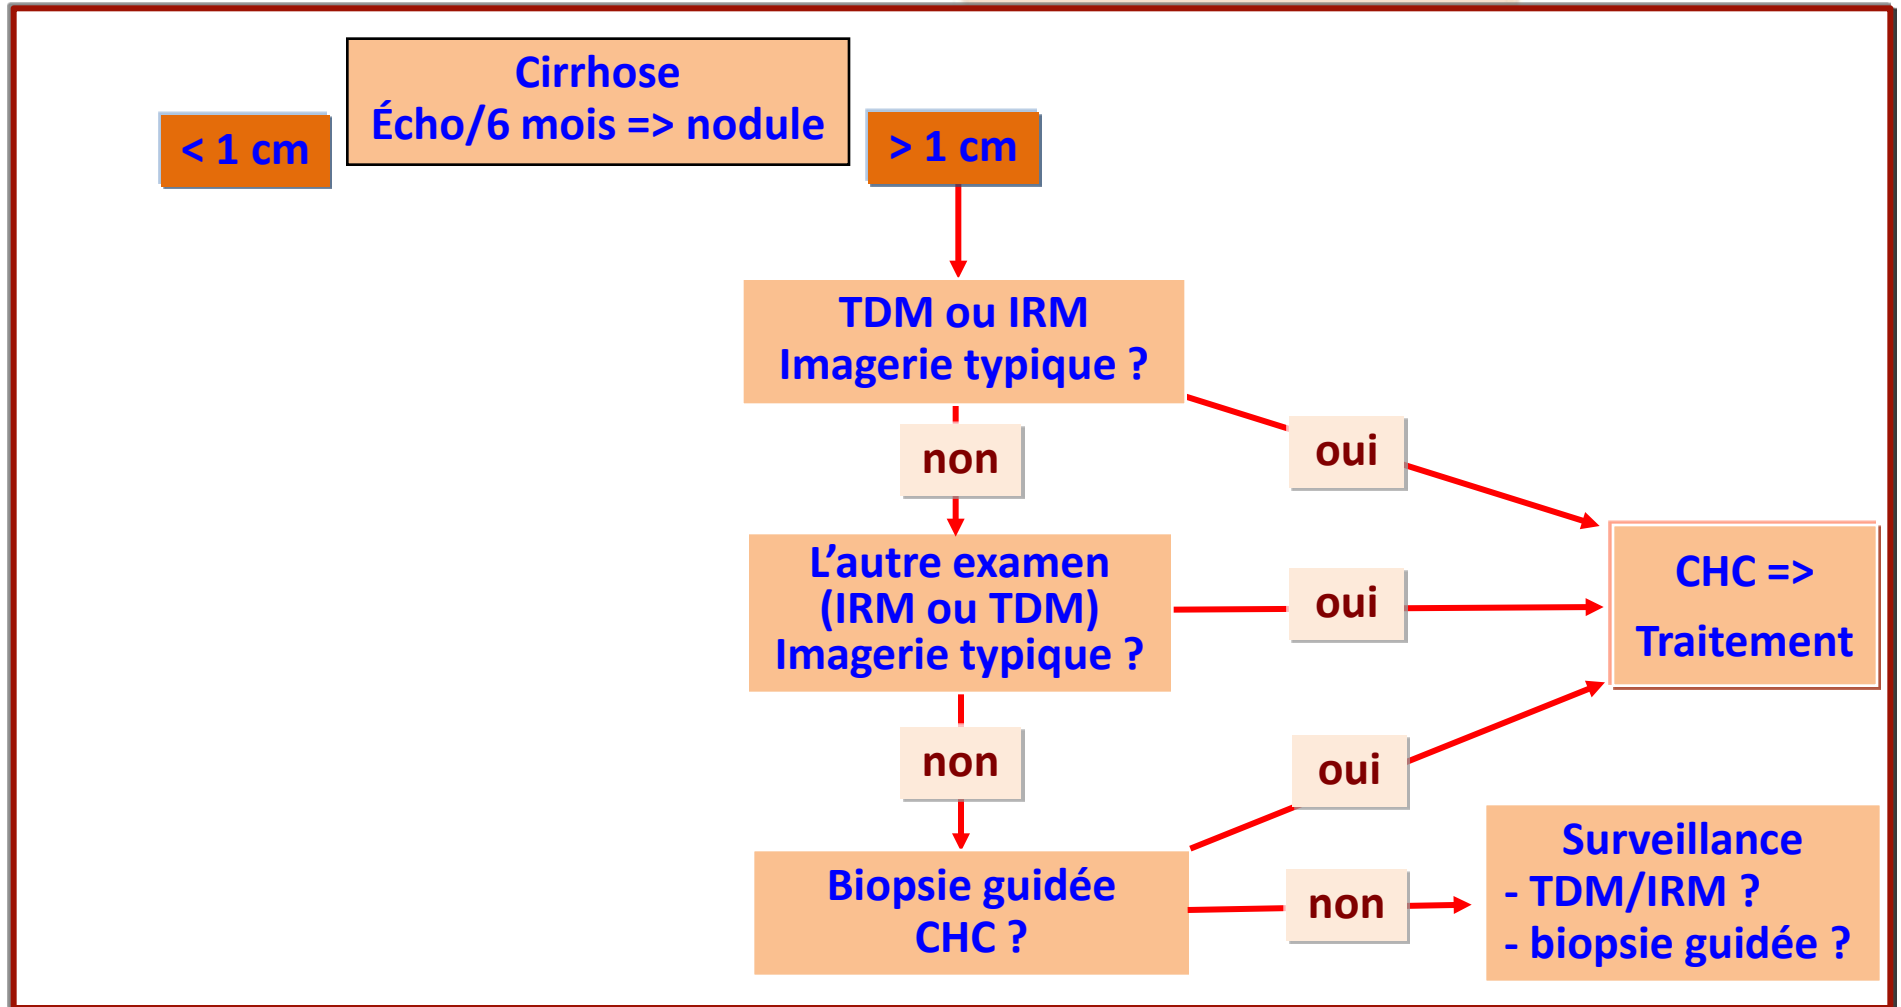 Cirrhose
Écho/6 mois => nodule
< 1 cm
> 1 cm
TDM ou IRM
Imagerie typique ?
non
oui
L’autre examen
(IRM ou TDM)
Imagerie typique ?
oui
CHC =>
Traitement
non
oui
Biopsie guidée
CHC ?
non
Surveillance
- TDM/IRM ?
- biopsie guidée ?